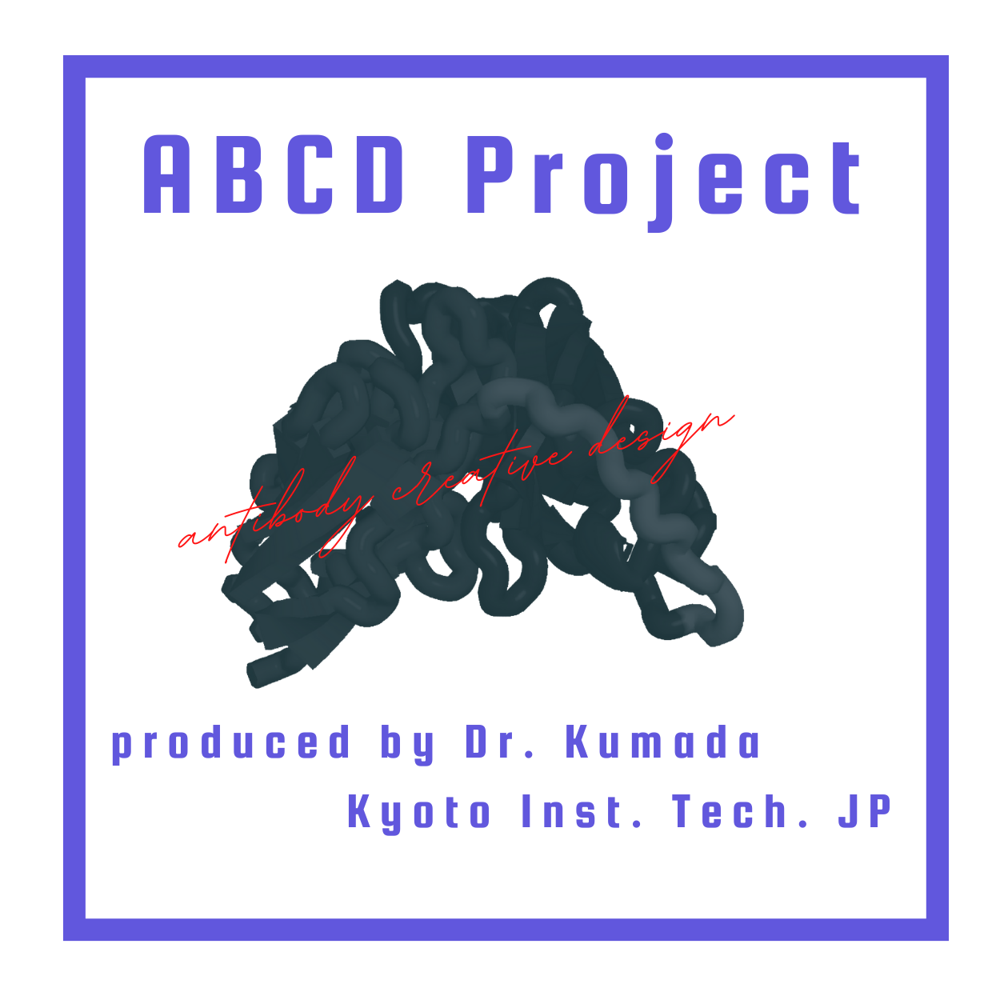 ABCD Project
antibody creative design
produced by Dr. Kumada
Kyoto Inst. Tech. JP